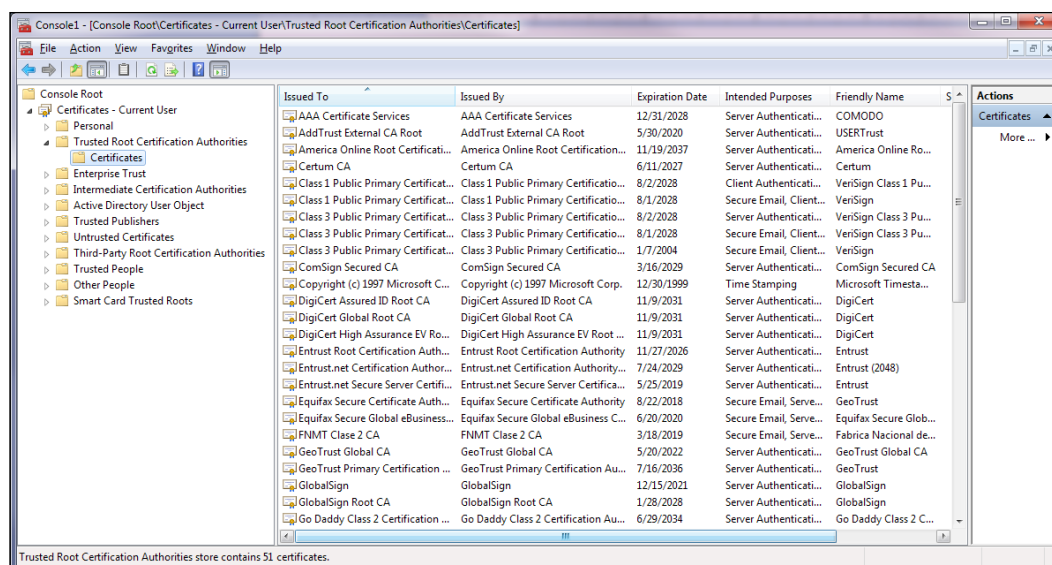 Console1 - [Console Root\Certificates - Current User\Trusted Root Certification Authorities\Certificates]
File Action View Favorites Window Help
Console Root
Certificates - Current User
Personal
Trusted Root Certification Authorities
Certificates
Enterprise Trust
Intermediate Certification Authorities
Active Directory User Object
Trusted Publishers
Untrusted Certificates
Third-Party Root Certification Authorities
Trusted People
Other People
Smart Card Trusted Roots
Issued To Issued By Expiration Date Intended Purposes Friendly Name S
AAA Certificate Services AAA Certificate Services 12/31/2028 Server Authenticati... COMODO
AddTrust External CA Root AddTrust External CA Root 5/30/2020 Server Authenticati... USERTrust
America Online Root Certificati... America Online Root Certification... 11/19/2037 Server Authenticati... America Online Ro...
Certum CA Certum CA 6/11/2027 Server Authenticati... Certum
Class 1 Public Primary Certificat... Class 1 Public Primary Certificatio... 8/2/2028 Client Authenticati... VeriSign Class 1 Pu...
Class 1 Public Primary Certificat... Class 1 Public Primary Certificatio... 8/1/2028 Secure Email, Client... VeriSign
Class 3 Public Primary Certificat... Class 3 Public Primary Certificatio... 8/2/2028 Server Authenticati... VeriSign Class 3 Pu...
Class 3 Public Primary Certificat... Class 3 Public Primary Certificatio... 8/1/2028 Secure Email, Client... VeriSign Class 3 Pu...
Class 3 Public Primary Certificat... Class 3 Public Primary Certificatio... 1/7/2004 Secure Email, Client... VeriSign
ComSign Secured CA ComSign Secured CA 3/16/2029 Server Authenticati... ComSign Secured CA
Copyright (c) 1997 Microsoft C... Copyright (c) 1997 Microsoft Corp. 12/30/1999 Time Stamping Microsoft Timesta...
DigiCert Assured ID Root CA DigiCert Assured ID Root CA 11/9/2031 Server Authenticati... DigiCert
DigiCert Global Root CA DigiCert Global Root CA 11/9/2031 Server Authenticati... DigiCert
DigiCert High Assurance EV Ro... DigiCert High Assurance EV Root ... 11/9/2031 Server Authenticati... DigiCert
Entrust Root Certification Auth... Entrust Root Certification Authority 11/27/2026 Server Authenticati... Entrust
Entrust.net Certification Author... Entrust.net Certification Authority... 7/24/2029 Server Authenticati... Entrust (2048)
Entrust.net Secure Server Certifi... Entrust.net Secure Server Certifica... 5/25/2019 Server Authenticati... Entrust
Equifax Secure Certificate Auth... Equifax Secure Certificate Authority 8/22/2018 Secure Email, Serve... GeoTrust
Equifax Secure Global eBusiness... Equifax Secure Global eBusiness C... 6/20/2020 Secure Email, Serve... Equifax Secure Glob...
FNMT Clase 2 CA FNMT Clase 2 CA 3/18/2019 Secure Email, Serve... Fabrica Nacional de...
GeoTrust Global CA GeoTrust Global CA 5/20/2022 Server Authenticati... GeoTrust Global CA
GeoTrust Primary Certification ... GeoTrust Primary Certification Au... 7/16/2036 Server Authenticati... GeoTrust
GlobalSign GlobalSign 12/15/2021 Server Authenticati... GlobalSign
GlobalSign Root CA GlobalSign Root CA 1/28/2028 Server Authenticati... GlobalSign
Go Daddy Class 2 Certification ... Go Daddy Class 2 Certification Au... 6/29/2034 Server Authenticati... Go Daddy Class 2 C...
Actions
Certificates
More ...
Trusted Root Certification Authorities store contains 51 certificates.